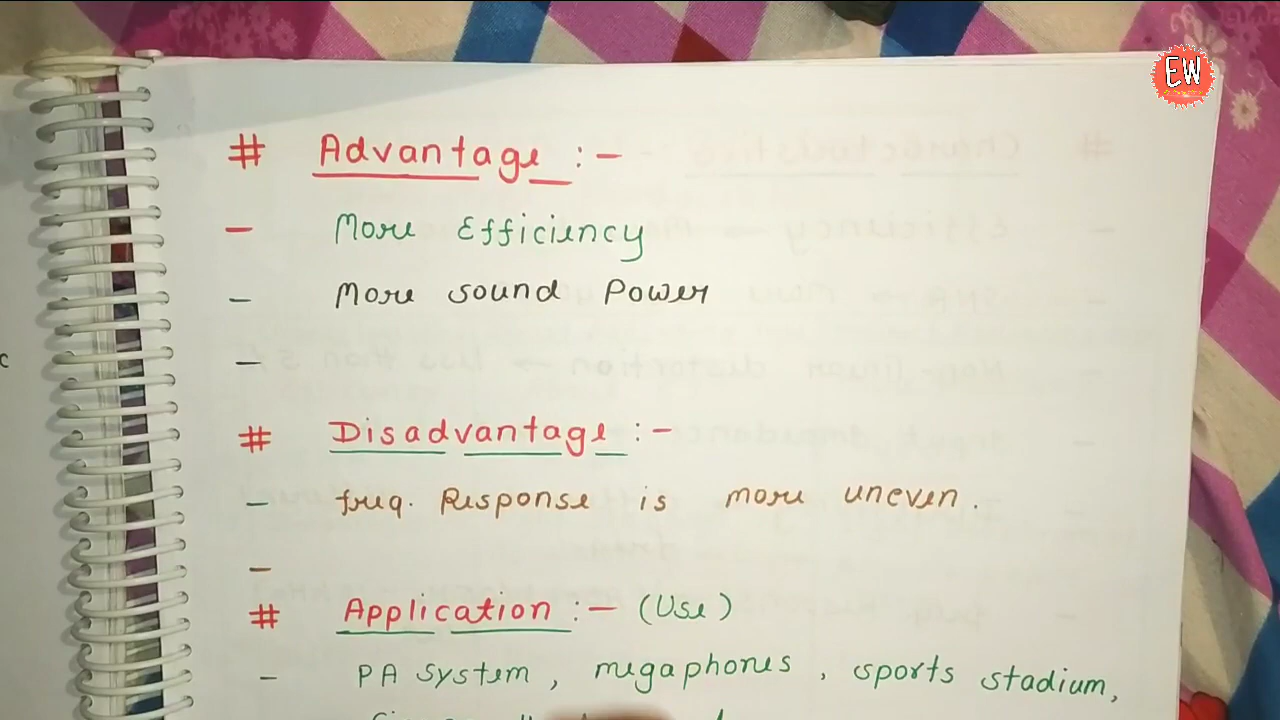 EW
# Advantage :-
- More Efficiency
- More sound Power
-
# Disadvantage :-
- freq. Response is more uneven.
-
# Application :- (Use)
- PA System, megaphones, sports stadium,